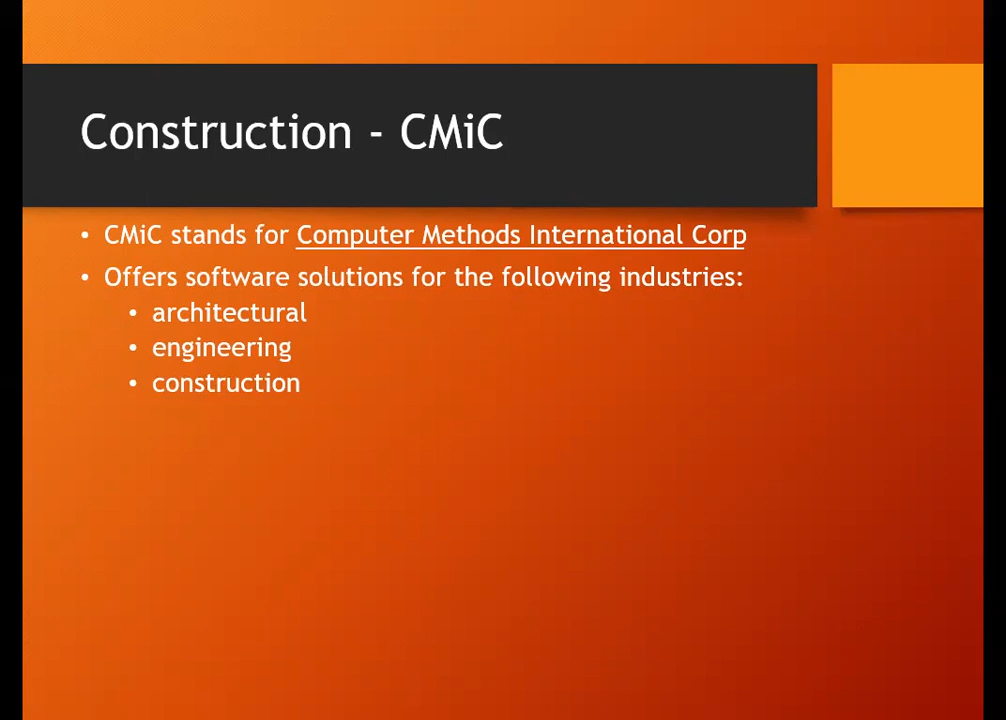 Construction - CMiC
• CMiC stands for Computer Methods International Corp
• Offers software solutions for the following industries:
• architectural
• engineering
• construction